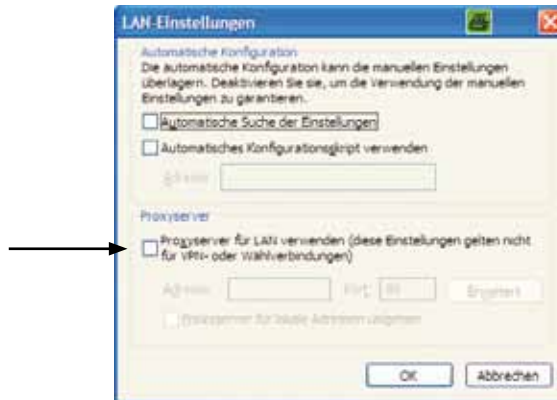 LAN-Einstellungen
Automatische Konfiguration
Die automatische Konfiguration kann die manuellen Einstellungen
überlagern. Deaktivieren Sie sie, um die Verwendung der manuellen
Einstellungen zu garantieren.
Automatische Suche der Einstellungen
Automatisches Konfigurationsskript verwenden
Adresse
Proxyserver
Proxyserver für LAN verwenden (diese Einstellungen gelten nicht
für VPN- oder Wählverbindungen)
Adresse: Port: 80 Erweitert
Proxyserver für lokale Adressen umgehen
OK Abbrechen